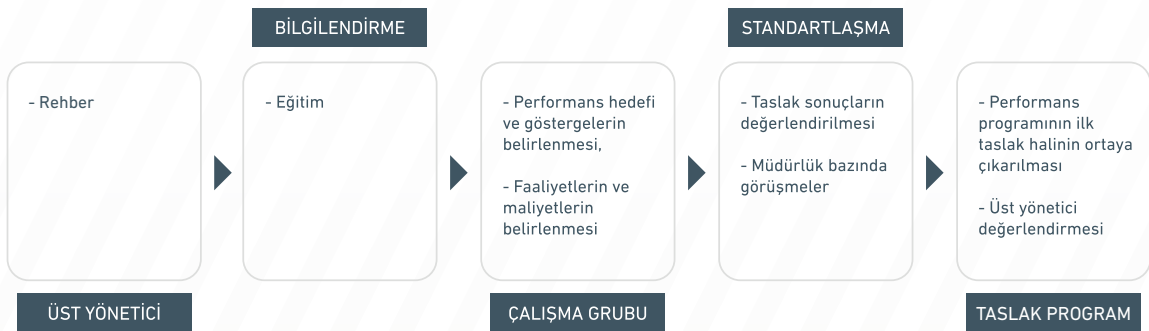 BİLGİLENDİRME
STANDARTLAŞMA
- Rehber
- Eğitim
- Performans hedefi
ve göstergelerin
belirlenmesi,
- Faaliyetlerin ve
maliyetlerin
belirlenmesi
- Taslak sonuçların
değerlendirilmesi
- Müdürlük bazında
görüşmeler
- Performans
programının ilk
taslak halinin ortaya
çıkarılması
- Üst yönetici
değerlendirmesi
ÜST YÖNETİCİ
ÇALIŞMA GRUBU
TASLAK PROGRAM